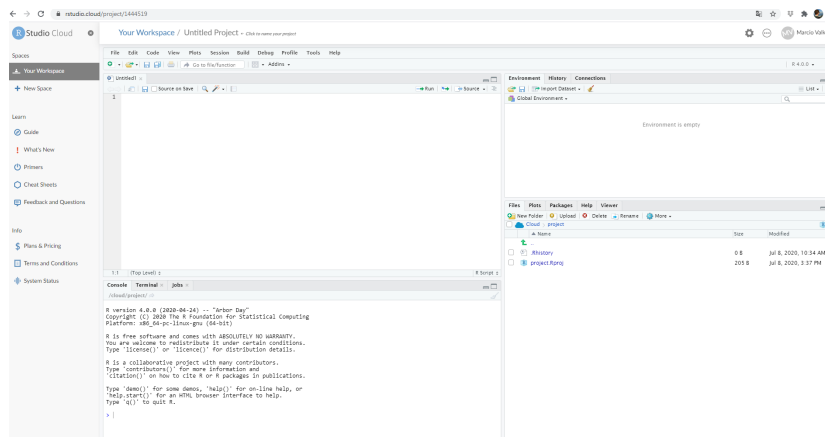 rstudio.cloud/project/1444519
R Studio Cloud
Your Workspace / Untitled Project • Click to name your project
Marcio Valk
Spaces
Your Workspace
New Space
Learn
Guide
What's New
Primers
Cheat Sheets
Feedback and Questions
Info
Plans & Pricing
Terms and Conditions
System Status
File Edit Code View Plots Session Build Debug Profile Tools Help
Go to file/function Addins
R 4.0.0
Untitled1
Source on Save Run Source
1
1:1 (Top Level) R Script
Console Terminal Jobs
/cloud/project/
R version 4.0.0 (2020-04-24) -- "Arbor Day"
Copyright (C) 2020 The R Foundation for Statistical Computing
Platform: x86_64-pc-linux-gnu (64-bit)
R is free software and comes with ABSOLUTELY NO WARRANTY.
You are welcome to redistribute it under certain conditions.
Type 'license()' or 'licence()' for distribution details.
R is a collaborative project with many contributors.
Type 'contributors()' for more information and
'citation()' on how to cite R or R packages in publications.
Type 'demo()' for some demos, 'help()' for on-line help, or
'help.start()' for an HTML browser interface to help.
Type 'q()' to quit R.
>
Environment History Connections
Import Dataset List
Global Environment
Environment is empty
Files Plots Packages Help Viewer
New Folder Upload Delete Rename More
Cloud project
Name Size Modified
..
.Rhistory 0 B Jul 8, 2020, 10:34 AM
project.Rproj 205 B Jul 8, 2020, 3:37 PM